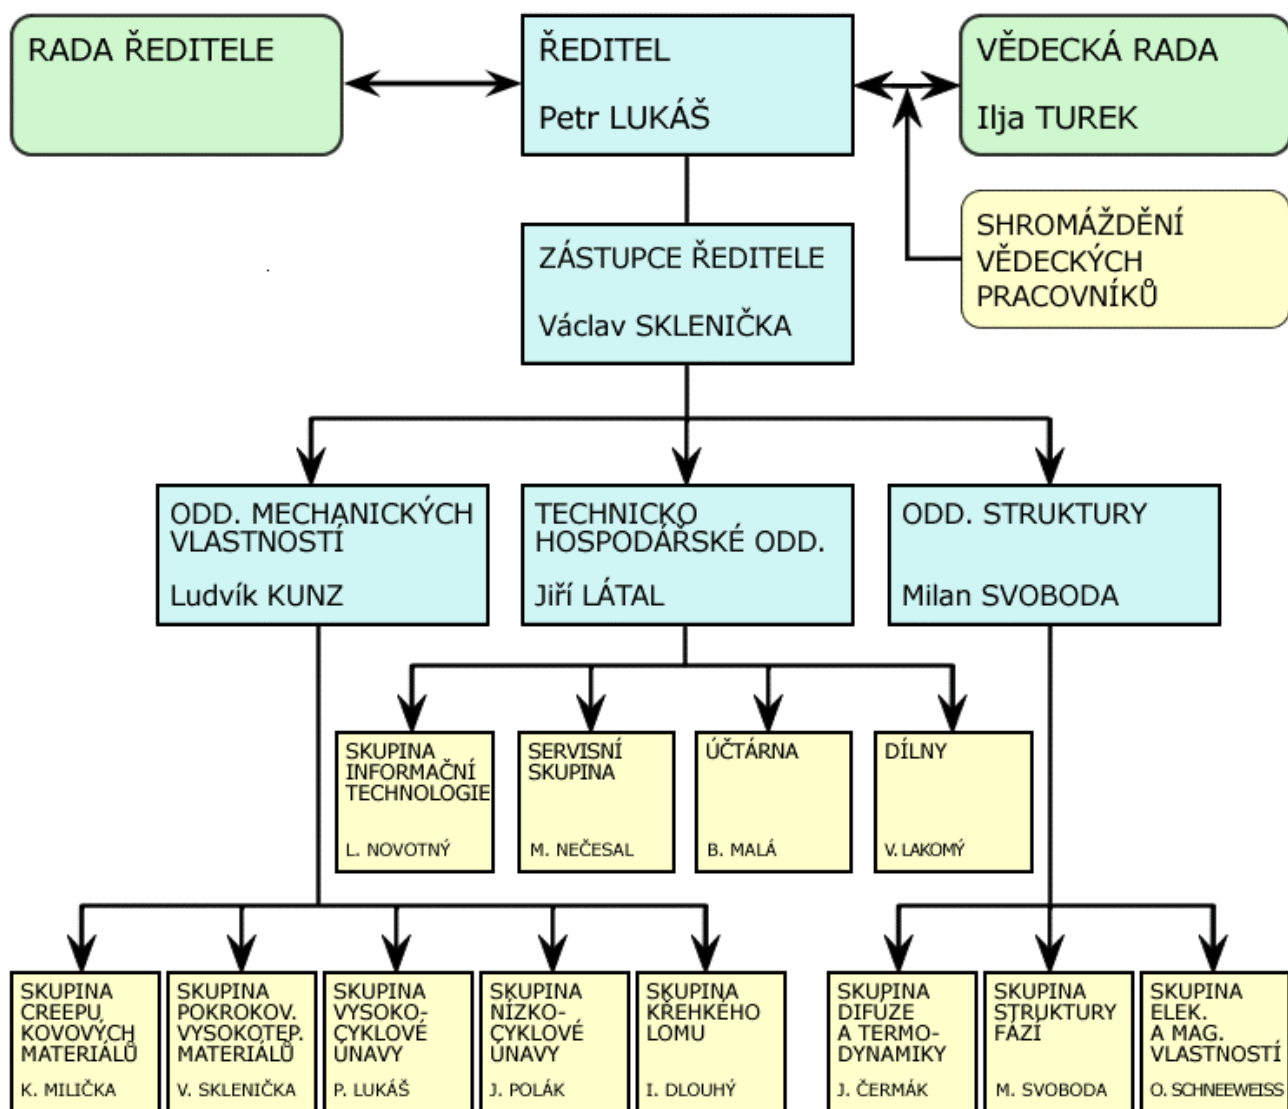 RADA ŘEDITELE
ŘEDITEL
Petr LUKÁŠ
VĚDECKÁ RADA
Ilja TUREK
SHROMÁŽDĚNÍ
VĚDECKÝCH
PRACOVNÍKŮ
ZÁSTUPCE ŘEDITELE
Václav SKLENIČKA
ODD. MECHANICKÝCH
VLASTNOSTÍ
Ludvík KUNZ
TECHNICKO
HOSPODÁŘSKÉ ODD.
Jiří LÁTAL
ODD. STRUKTURY
Milan SVOBODA
SKUPINA
INFORMAČNÍ
TECHNOLOGIE
L. NOVOTNÝ
SERVISNÍ
SKUPINA
M. NEČESAL
ÚČTÁRNA
B. MALÁ
DÍLNY
V. LAKOMÝ
SKUPINA
CREEPU
KOVOVÝCH
MATERIÁLŮ
K. MILIČKA
SKUPINA
POKROKOV.
VYSOKOTEP.
MATERIÁLŮ
V. SKLENIČKA
SKUPINA
VYSOKO-
CYKLOVÉ
ÚNAVY
P. LUKÁŠ
SKUPINA
NÍZKO-
CYKLOVÉ
ÚNAVY
J. POLÁK
SKUPINA
KŘEHKÉHO
LOMU
I. DLOUHÝ
SKUPINA
DIFÚZE
A TERMO-
DYNAMIKY
J. ČERMÁK
SKUPINA
STRUKTURY
FÁZÍ
M. SVOBODA
SKUPINA
ELEK.
A MAG.
VLASTNOSTÍ
O. SCHNEEWEISS